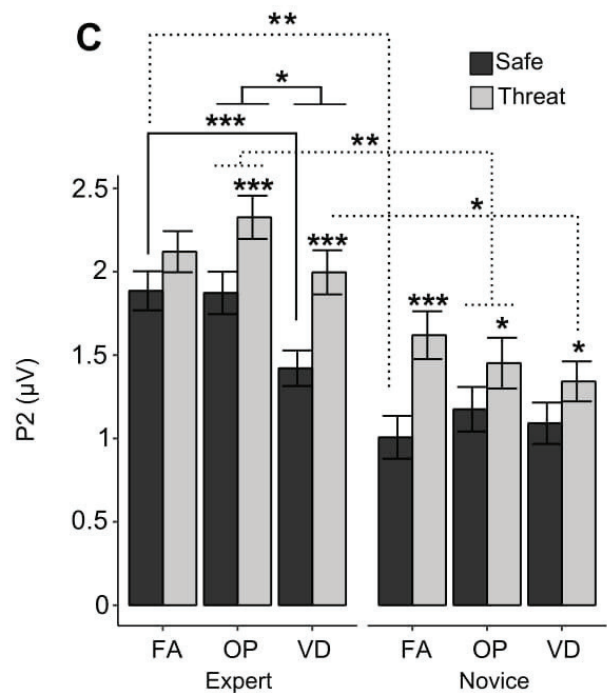 C
**
Safe
Threat
*
***
**
2.5
***
*
***
2
***
*
*
1.5
P2 (µV)
1
0.5
0
FA OP VD FA OP VD
Expert Novice